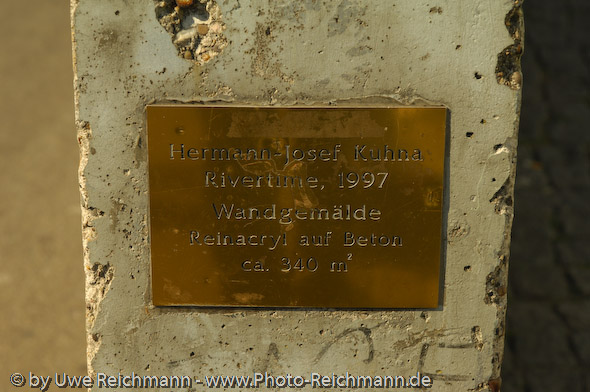 Hermann-Josef Kuhna
Rivertime, 1997
Wandgemälde
Reinacryl auf Beton
ca. 340 m²
© by Uwe Reichmann - www.Photo-Reichmann.de